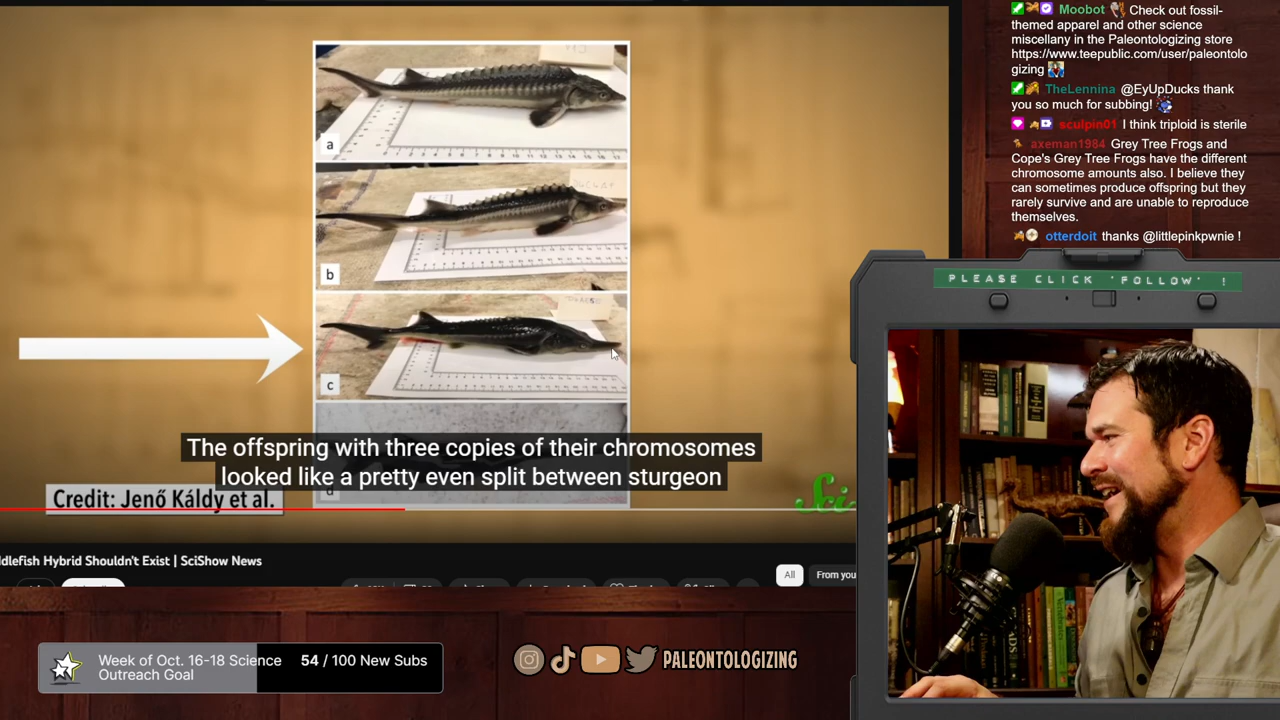 Moobot Check out fossil-
themed apparel and other science
miscellany in the Paleontologizing store
https://www.teepublic.com/user/paleontolo
gizing
TheLennina @EyUpDucks thank
you so much for subbing!
sculpin01 I think triploid is sterile
axeman1984 Grey Tree Frogs and
Cope's Grey Tree Frogs have the different
chromosome amounts also. I believe they
can sometimes produce offspring but they
rarely survive and are unable to reproduce
themselves.
otterdoit thanks @littlepinkpwnie !
a
b
c
The offspring with three copies of their chromosomes
looked like a pretty even split between sturgeon
Credit: Jenő Káldy et al.
Sci
dlefish Hybrid Shouldn't Exist | SciShow News
All
From you
PLEASE CLICK "FOLLOW" !
Week of Oct. 16-18 Science
Outreach Goal
54 / 100 New Subs
PALEONTOLOGIZING